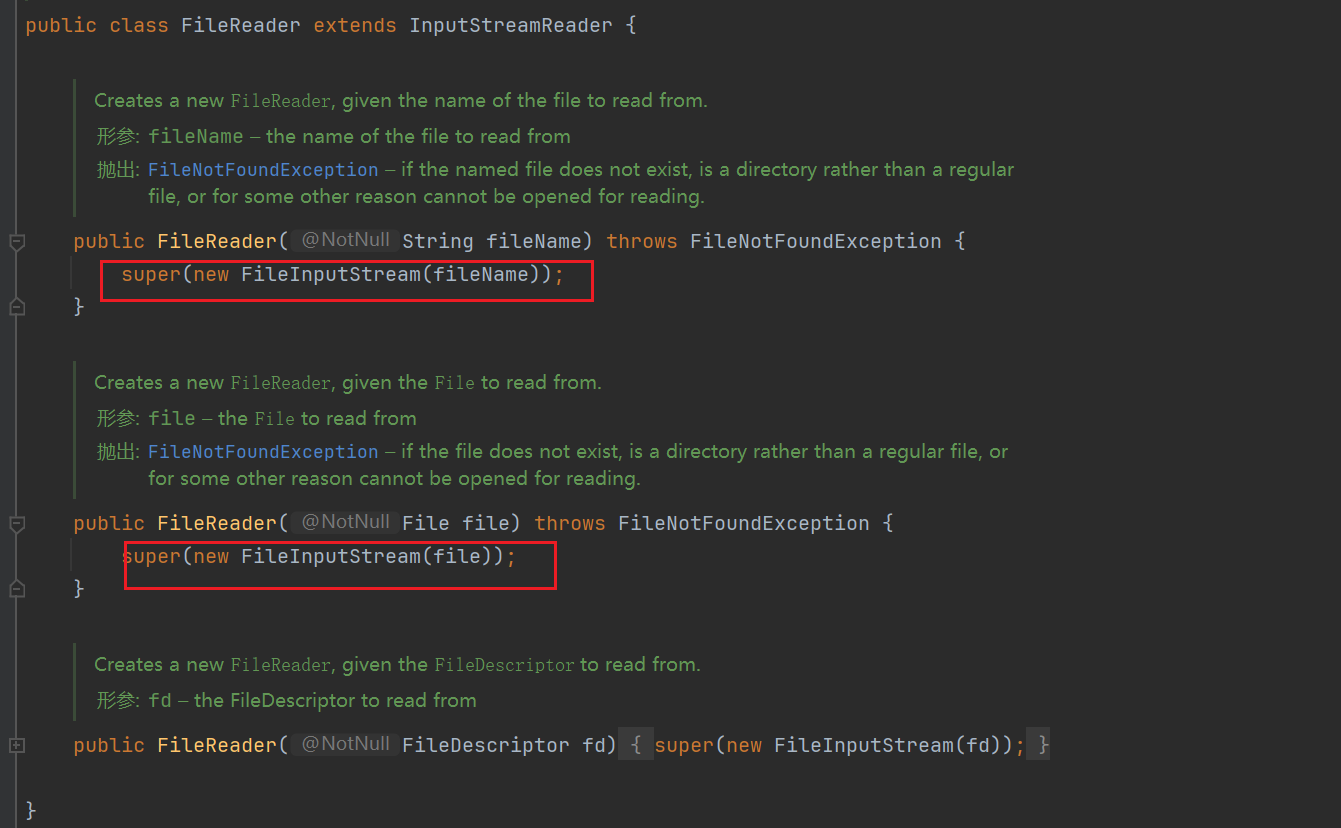 public class FileReader extends InputStreamReader {
Creates a new FileReader, given the name of the file to read from.
形参: fileName – the name of the file to read from
抛出: FileNotFoundException – if the named file does not exist, is a directory rather than a regular
file, or for some other reason cannot be opened for reading.
public FileReader( @NotNull String fileName) throws FileNotFoundException {
super(new FileInputStream(fileName));
}
Creates a new FileReader, given the File to read from.
形参: file – the File to read from
抛出: FileNotFoundException – if the file does not exist, is a directory rather than a regular file, or
for some other reason cannot be opened for reading.
public FileReader( @NotNull File file) throws FileNotFoundException {
super(new FileInputStream(file));
}
Creates a new FileReader, given the FileDescriptor to read from.
形参: fd – the FileDescriptor to read from
public FileReader( @NotNull FileDescriptor fd) { super(new FileInputStream(fd)); }
}